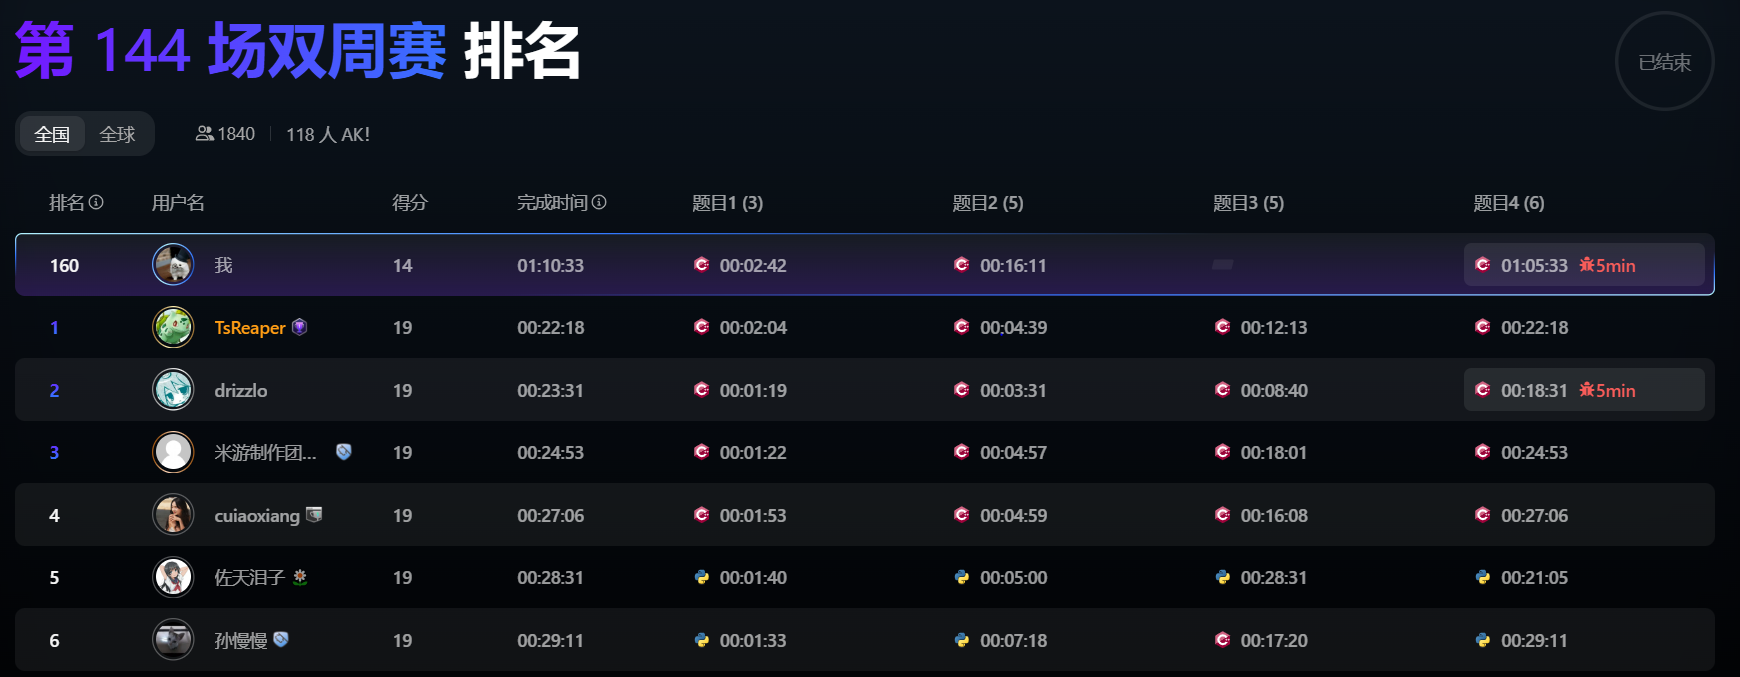 第 144 场双周赛 排名
已结束
全国 全球 1840 118 人 AK!
排名 用户名 得分 完成时间 题目1 (3) 题目2 (5) 题目3 (5) 题目4 (6)
160 我 14 01:10:33 00:02:42 00:16:11 01:05:33 5min
1 TsReaper 19 00:22:18 00:02:04 00:04:39 00:12:13 00:22:18
2 drizzlo 19 00:23:31 00:01:19 00:03:31 00:08:40 00:18:31 5min
3 米游制作团... 19 00:24:53 00:01:22 00:04:57 00:18:01 00:24:53
4 cuiaoxiang 19 00:27:06 00:01:53 00:04:59 00:16:08 00:27:06
5 佐天泪子 19 00:28:31 00:01:40 00:05:00 00:28:31 00:21:05
6 孙慢慢 19 00:29:11 00:01:33 00:07:18 00:17:20 00:29:11